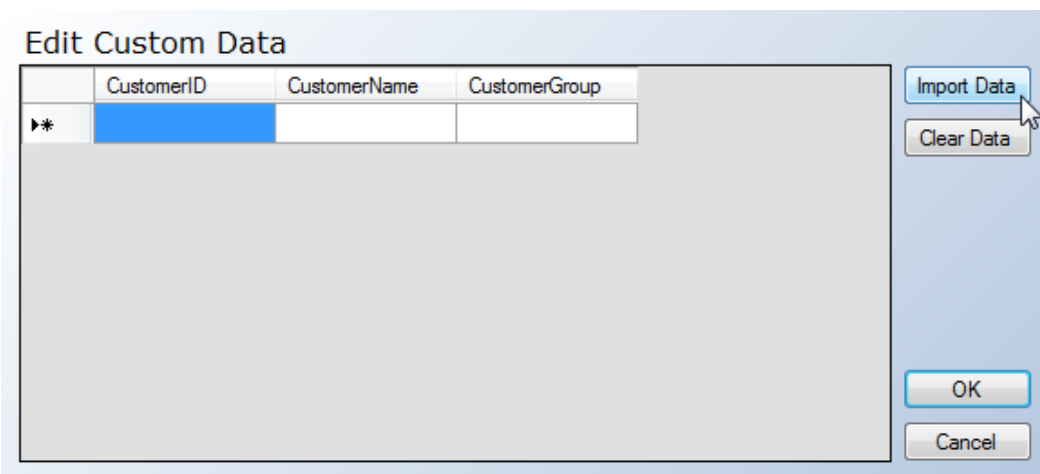 Edit Custom Data
CustomerID CustomerName CustomerGroup
Import Data
Clear Data
OK
Cancel